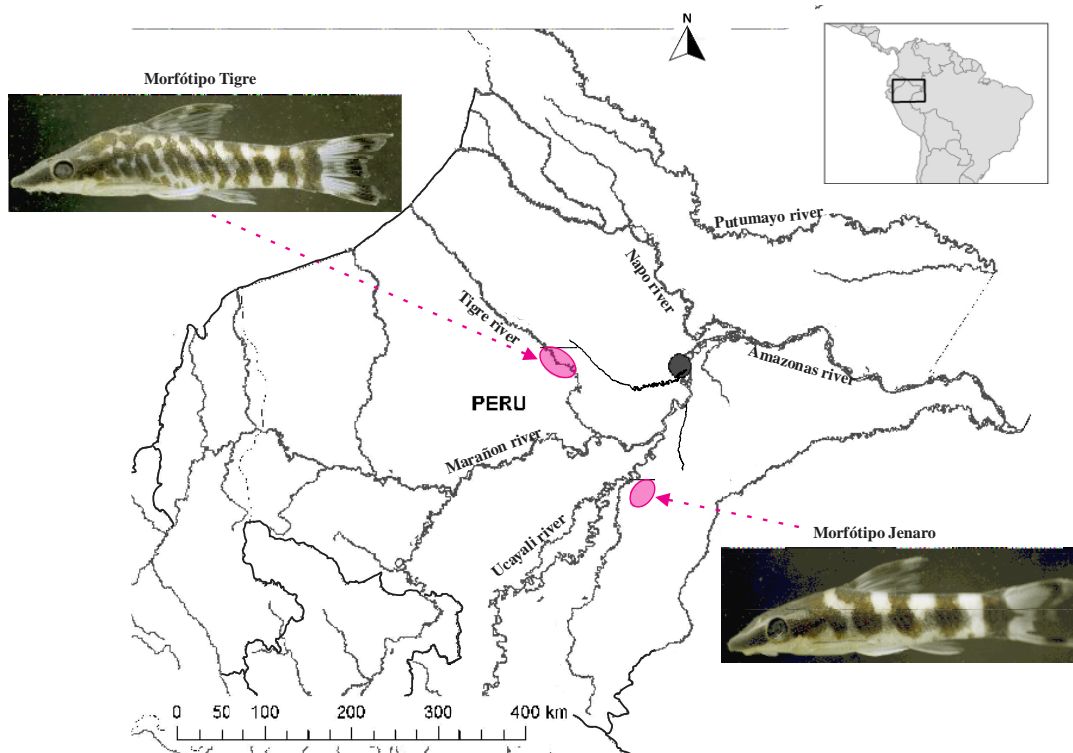 N
Morfótipo Tigre
Putumayo river
Napo river
Tigre river
Amazonas river
PERU
Marañon river
Ucayali river
Morfótipo Jenaro
0 50 100 200 300 400 km